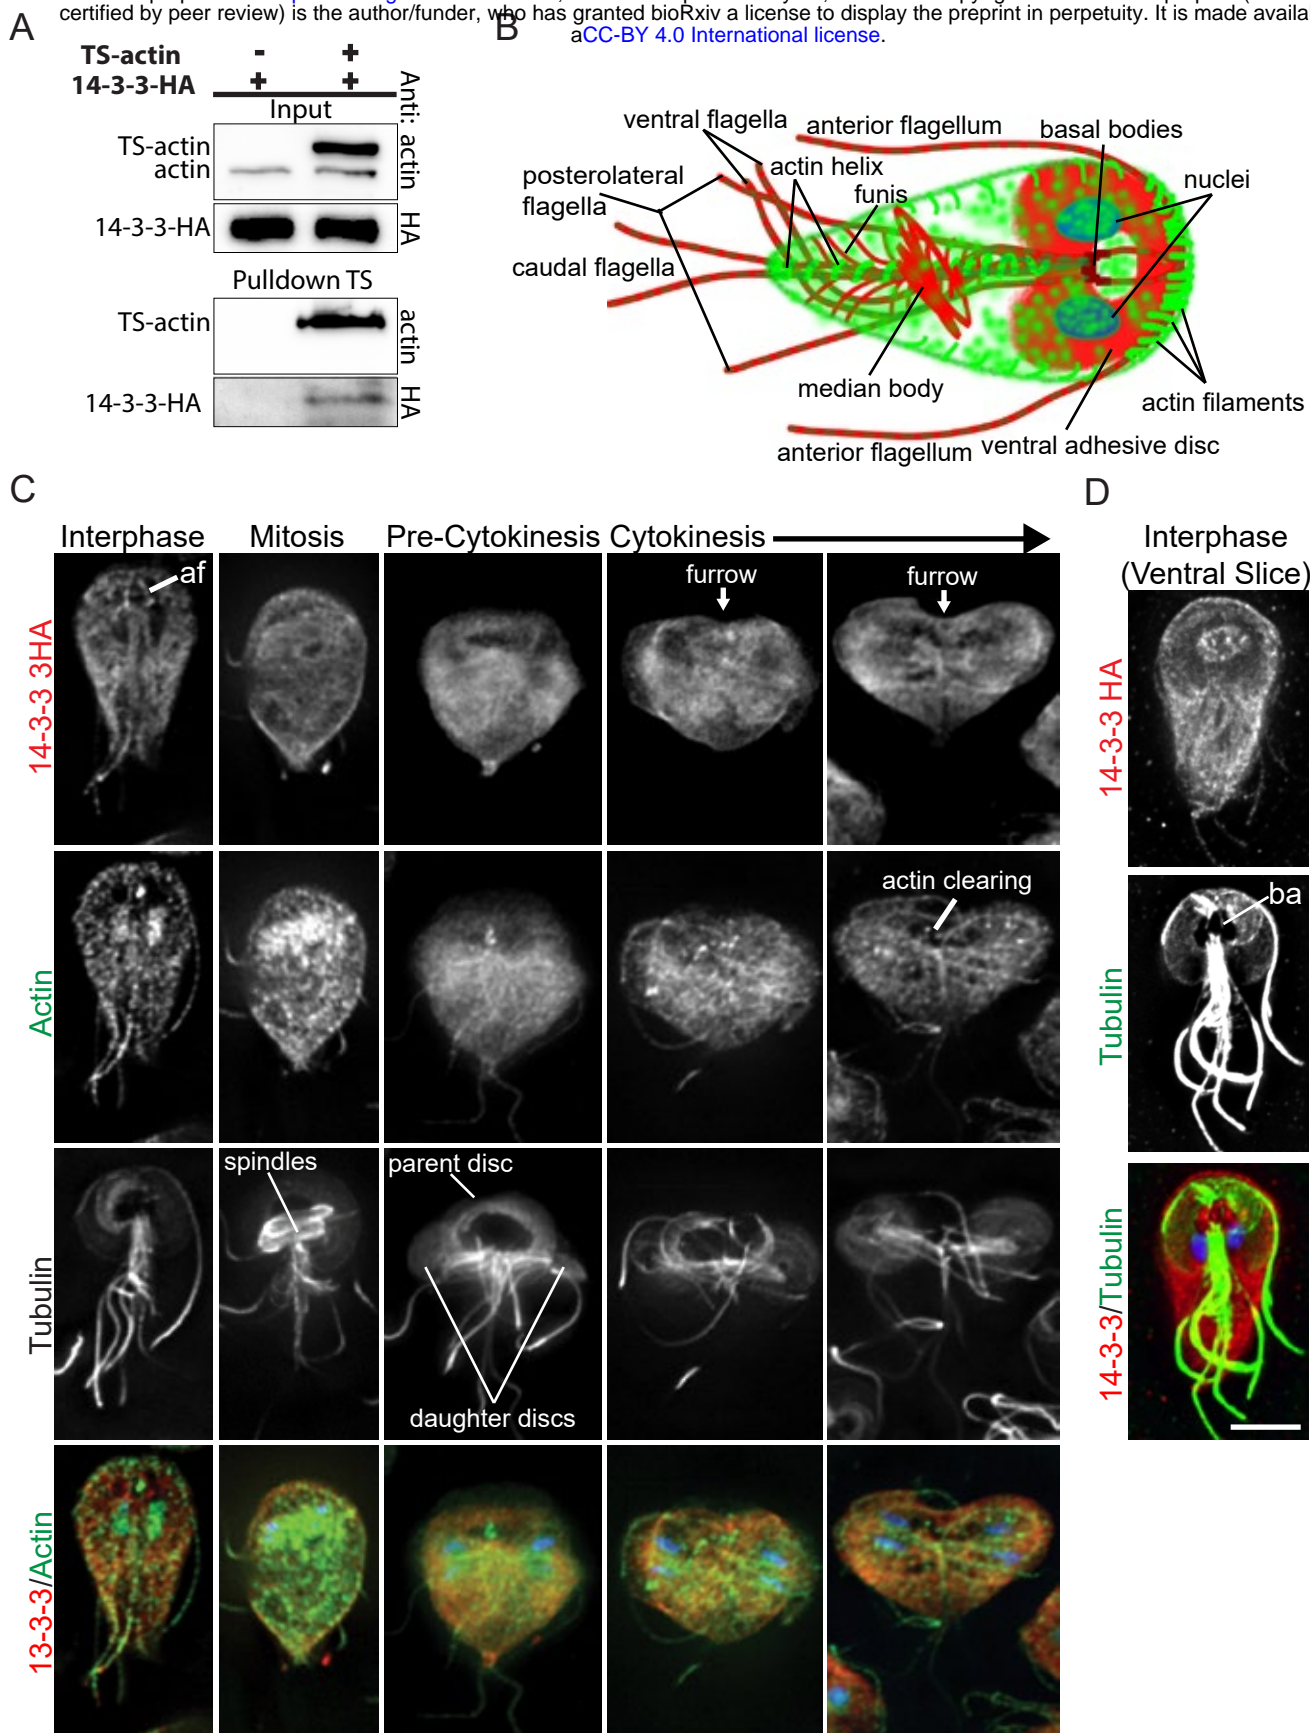 certified by peer review) is the author/funder, who has granted bioRxiv a license to display the preprint in perpetuity. It is made availa
aCC-BY 4.0 International license.
A
TS-actin - +
14-3-3-HA + +
Anti:
Input
TS-actin
actin
actin
14-3-3-HA
HA
Pulldown TS
TS-actin
actin
14-3-3-HA
HA
B
ventral flagella
anterior flagellum
basal bodies
actin helix
nuclei
posterolateral
flagella
funis
caudal flagella
median body
actin filaments
anterior flagellum
ventral adhesive disc
C
Interphase
Mitosis
Pre-Cytokinesis
Cytokinesis
14-3-3 3HA
af
furrow
furrow
Actin
actin clearing
Tubulin
spindles
parent disc
daughter discs
13-3-3/Actin
D
Interphase
(Ventral Slice)
14-3-3 HA
Tubulin
ba
14-3-3/Tubulin